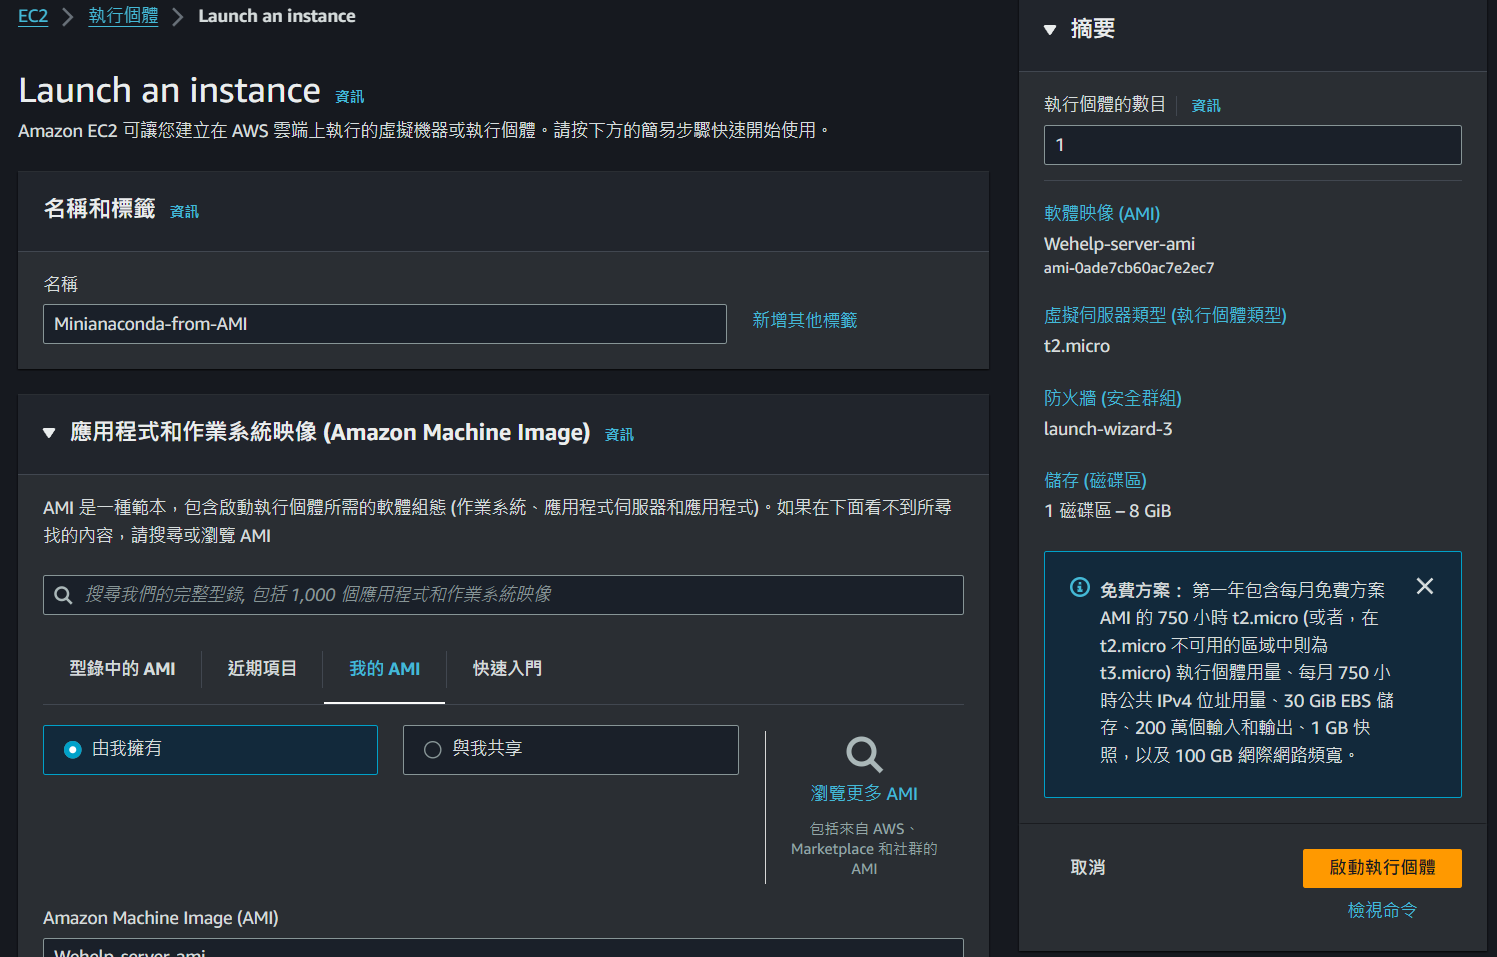 EC2 > 執行個體 > Launch an instance
Launch an instance 資訊
Amazon EC2 可讓您建立在 AWS 雲端上執行的虛擬機器或執行個體。請按下方的簡易步驟快速開始使用。
名稱和標籤 資訊
名稱
Minianaconda-from-AMI 新增其他標籤
應用程式和作業系統映像 (Amazon Machine Image) 資訊
AMI 是一種範本，包含啟動執行個體所需的軟體組態 (作業系統、應用程式伺服器和應用程式)。如果在下面看不到所尋
找的內容，請搜尋或瀏覽 AMI
搜尋我們的完整型錄, 包括 1,000 個應用程式和作業系統映像
型錄中的 AMI 近期項目 我的 AMI 快速入門
由我擁有 與我共享
瀏覽更多 AMI
包括來自 AWS、
Marketplace 和社群的
AMI
Amazon Machine Image (AMI)
Wehelp-server-ami
摘要
執行個體的數目 資訊
1
軟體映像 (AMI)
Wehelp-server-ami
ami-0ade7cb60ac7e2ec7
虛擬伺服器類型 (執行個體類型)
t2.micro
防火牆 (安全群組)
launch-wizard-3
儲存 (磁碟區)
1 磁碟區 – 8 GiB
免費方案： 第一年包含每月免費方案
AMI 的 750 小時 t2.micro (或者，在
t2.micro 不可用的區域中則為
t3.micro) 執行個體用量、每月 750 小
時公共 IPv4 位址用量、30 GiB EBS 儲
存、200 萬個輸入和輸出、1 GB 快
照，以及 100 GB 網際網路頻寬。
取消 啟動執行個體
檢視命令